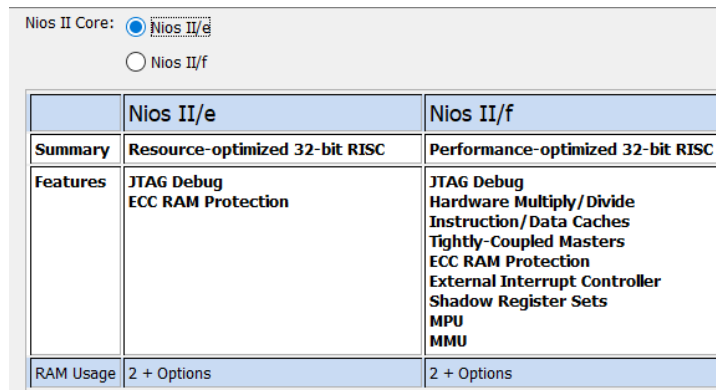 Nios II Core: Nios II/e
Nios II/f
Nios II/e Nios II/f
Summary Resource-optimized 32-bit RISC Performance-optimized 32-bit RISC
Features JTAG Debug JTAG Debug
ECC RAM Protection Hardware Multiply/Divide
Instruction/Data Caches
Tightly-Coupled Masters
ECC RAM Protection
External Interrupt Controller
Shadow Register Sets
MPU
MMU
RAM Usage 2 + Options 2 + Options